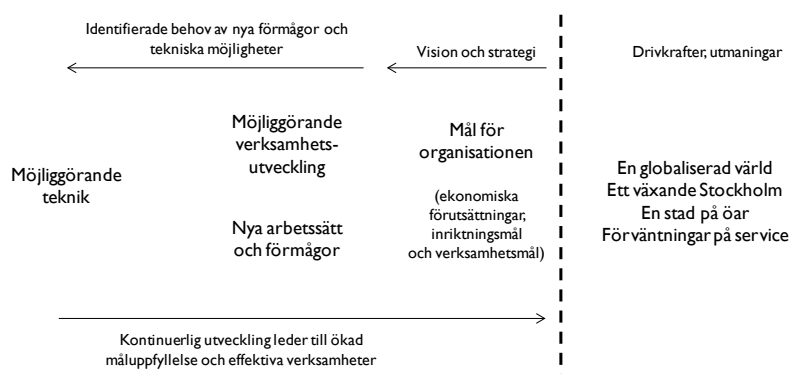 Identifierade behov av nya förmågor och
tekniska möjligheter
Vision och strategi
Drivkrafter, utmaningar
Möjliggörande
teknik
Möjliggörande
verksamhets-
utveckling
Nya arbetssätt
och förmågor
Mål för
organisationen
(ekonomiska
förutsättningar,
inriktningsmål
och verksamhetsmål)
En globaliserad värld
Ett växande Stockholm
En stad på öar
Förväntningar på service
Kontinuerlig utveckling leder till ökad
måluppfyllelse och effektiva verksamheter